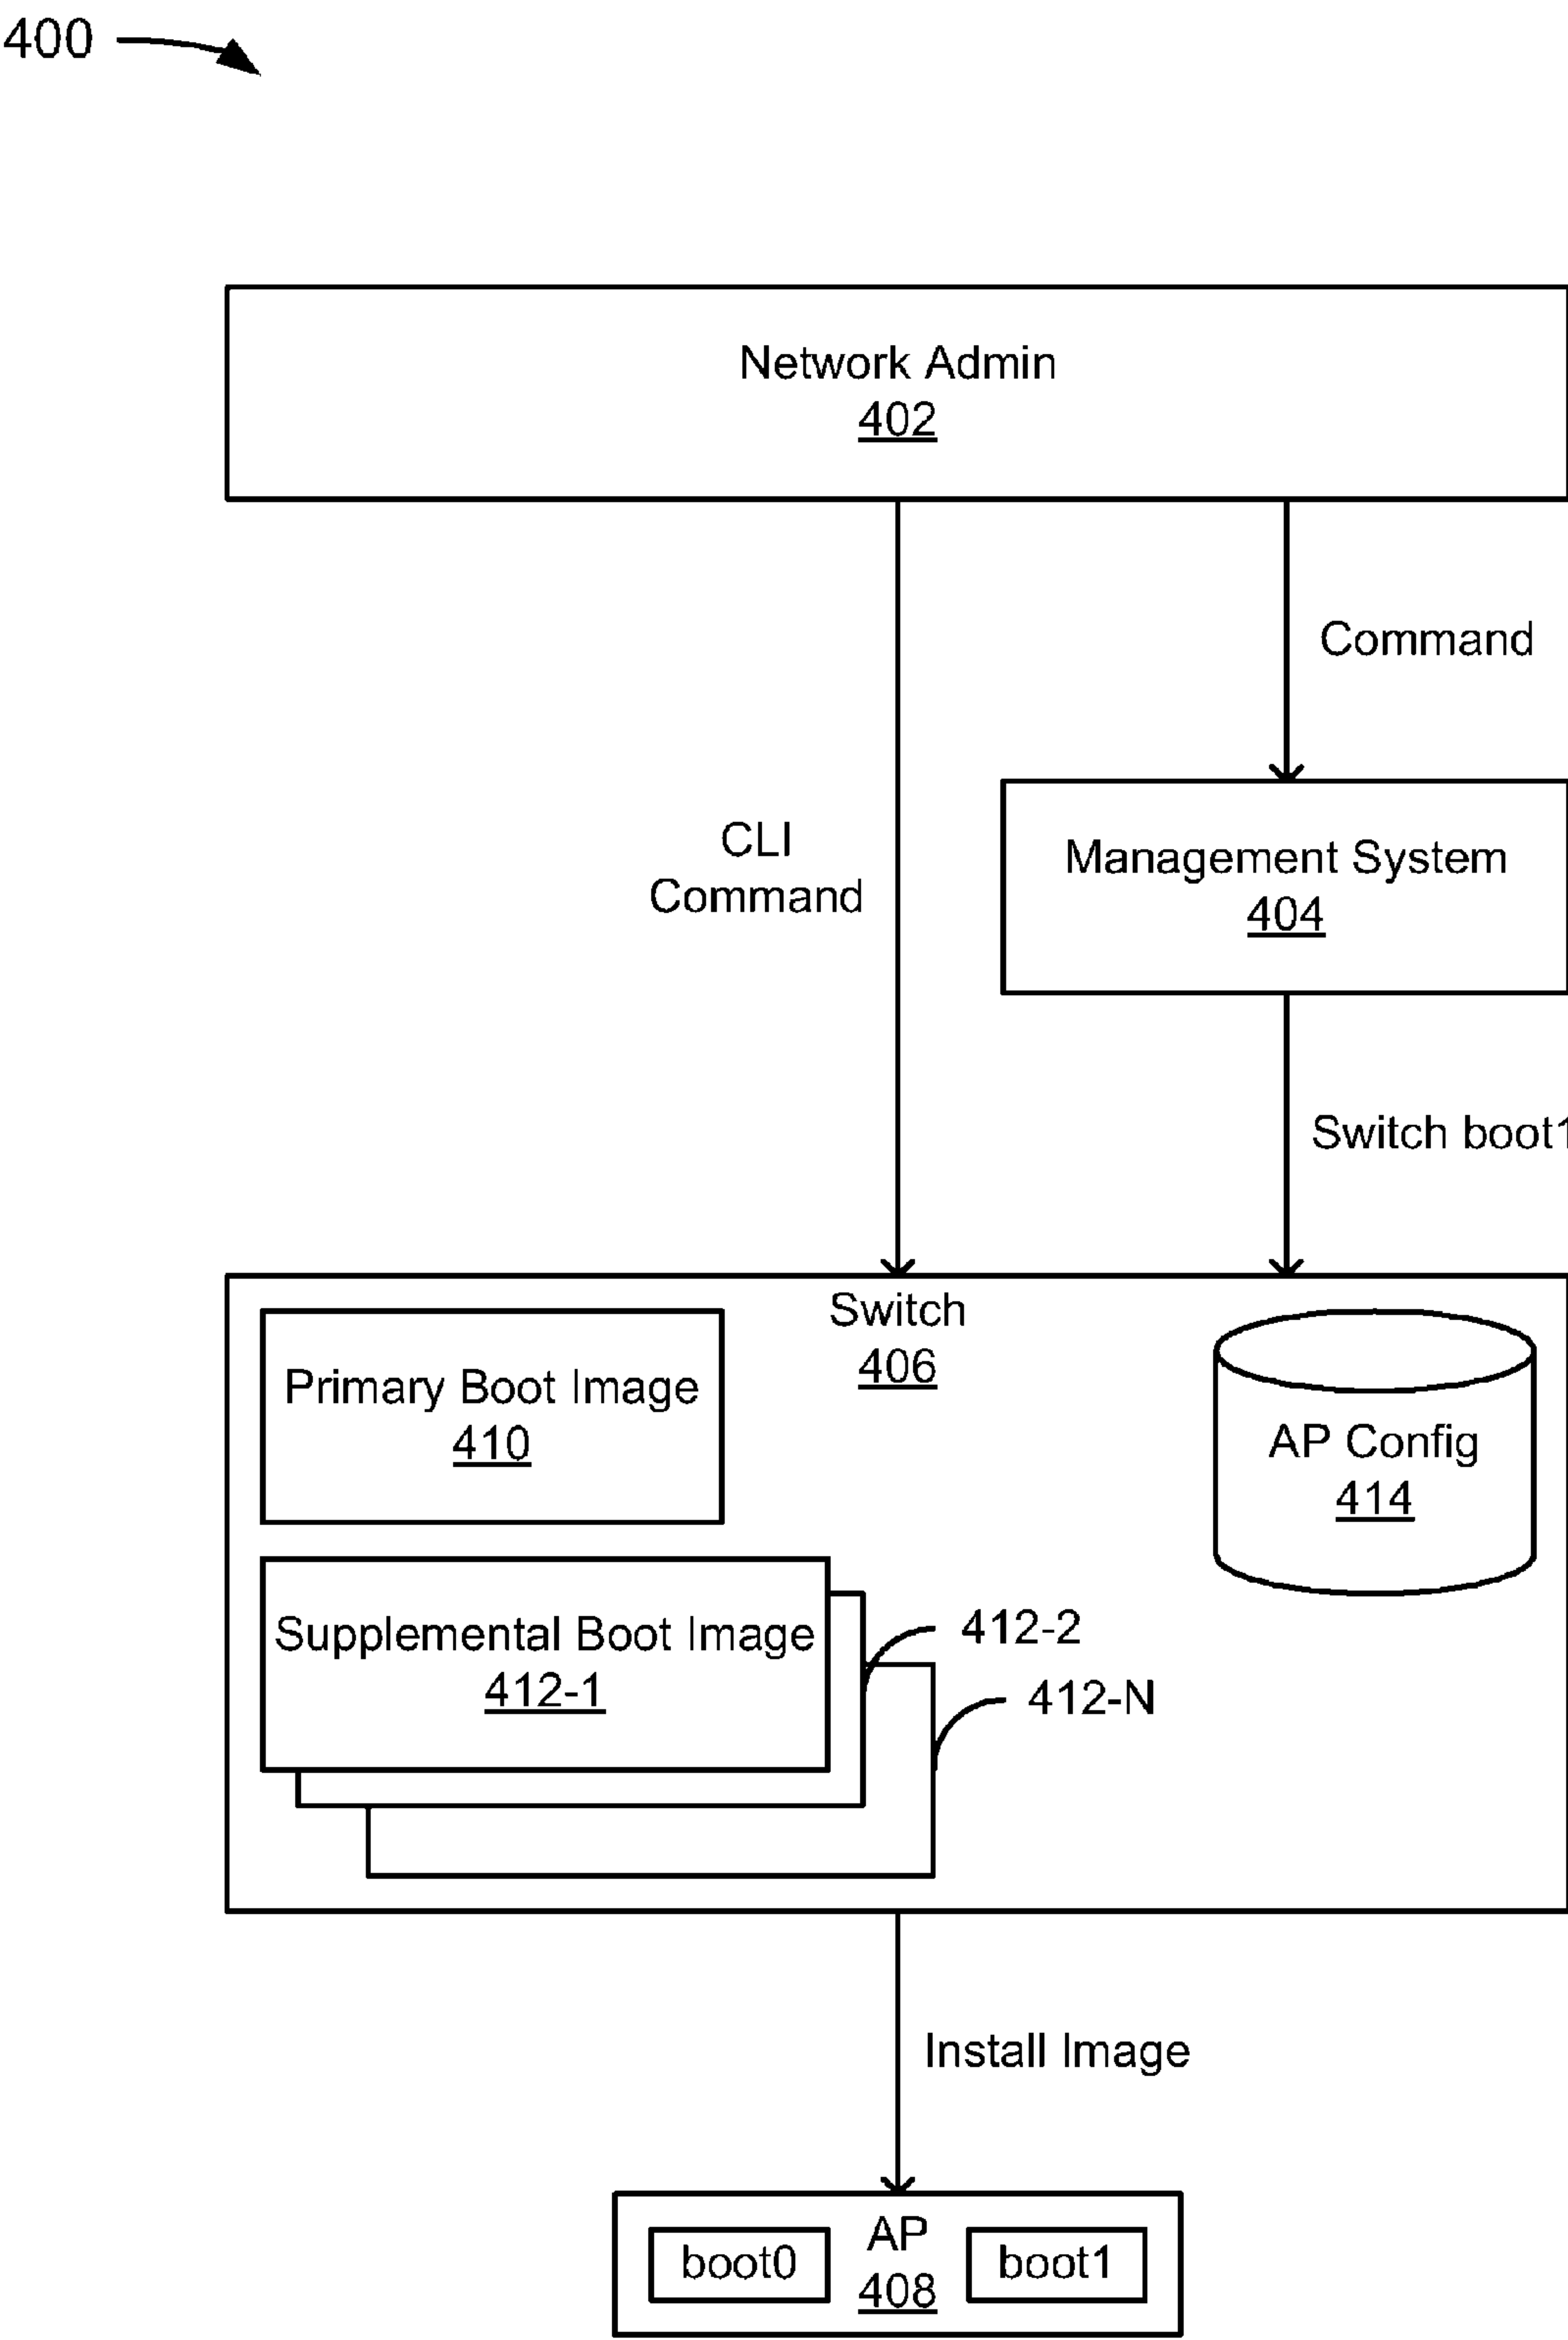 400
Network Admin
402
Command
CLI
Command
Management System
404
Switch boot1
Switch
406
Primary Boot Image
410
AP Config
414
Supplemental Boot Image
412-1
412-2
412-N
Install Image
AP
408
boot0
boot1